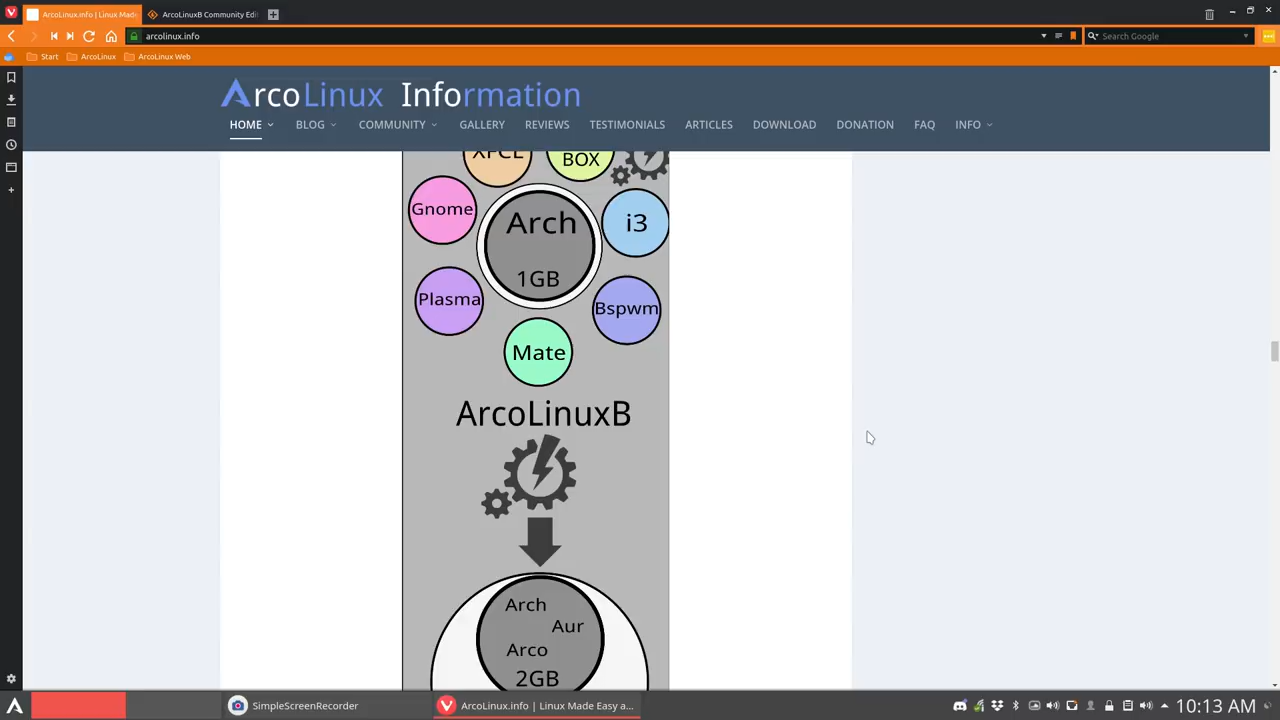 ArcoLinux.info | Linux Made
ArcoLinuxB Community Edit
arcolinux.info
Search Google
Start
ArcoLinux
ArcoLinux Web
ArcoLinux Information
HOME
BLOG
COMMUNITY
GALLERY
REVIEWS
TESTIMONIALS
ARTICLES
DOWNLOAD
DONATION
FAQ
INFO
BOX
Gnome
Arch
i3
1GB
Plasma
Bspwm
Mate
ArcoLinuxB
Arch
Aur
Arco
2GB
SimpleScreenRecorder
ArcoLinux.info | Linux Made Easy a...
10:13 AM